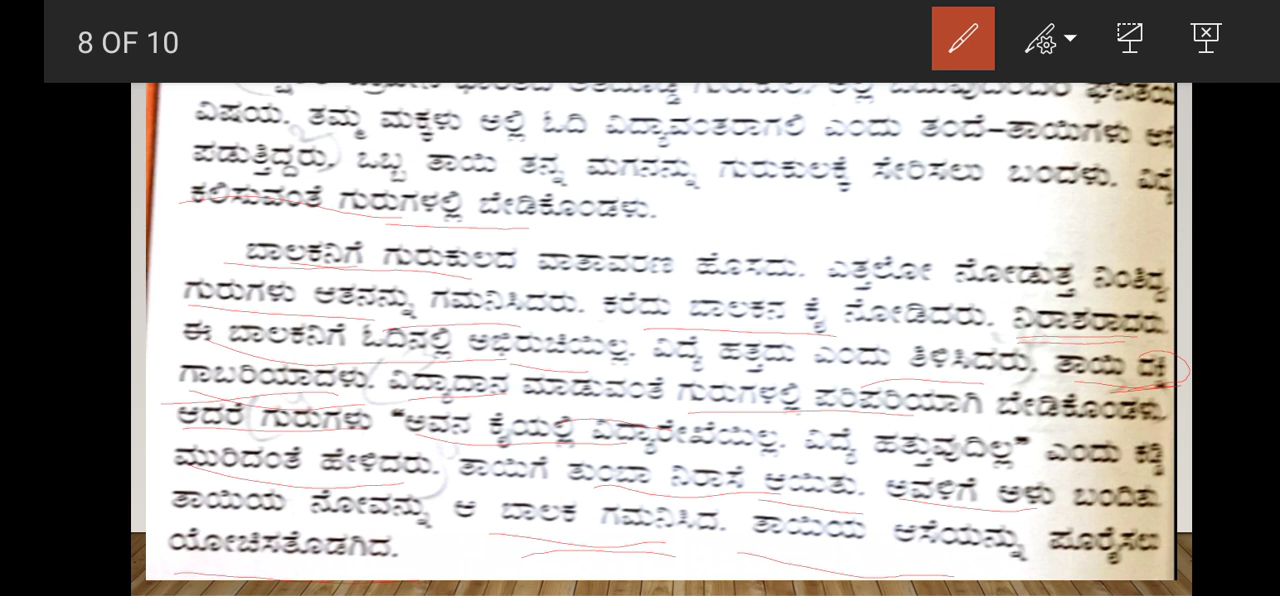 8 OF 10
ವಿಷಯ. ತಮ್ಮ ಮಕ್ಕಳು ಅಲ್ಲಿ ಓದಿ ವಿದ್ಯಾವಂತರಾಗಲಿ ಎಂದು ತಂದೆ-ತಾಯಿಗಳು ಆಸೆ
ಪಡುತ್ತಿದ್ದರು, ಒಬ್ಬ ತಾಯಿ ತನ್ನ ಮಗನನ್ನು ಗುರುಕುಲಕ್ಕೆ ಸೇರಿಸಲು ಬಂದಳು. ವಿದ್ಯೆ
ಕಲಿಸುವಂತೆ ಗುರುಗಳಲ್ಲಿ ಬೇಡಿಕೊಂಡಳು.
ಬಾಲಕನಿಗೆ ಗುರುಕುಲದ ವಾತಾವರಣ ಹೊಸದು. ಎತ್ತಲೋ ನೋಡುತ್ತ ನಿಂತಿದ್ದ.
ಗುರುಗಳು ಆತನನ್ನು ಗಮನಿಸಿದರು. ಕರೆದು ಬಾಲಕನ ಕೈ ನೋಡಿದರು. ನಿರಾಶರಾದರು.
ಈ ಬಾಲಕನಿಗೆ ಓದಿನಲ್ಲಿ ಅಭಿರುಚಿಯಿಲ್ಲ. ವಿದ್ಯೆ ಹತ್ತದು ಎಂದು ತಿಳಿಸಿದರು. ತಾಯಿ
ಗಾಬರಿಯಾದಳು. ವಿದ್ಯಾದಾನ ಮಾಡುವಂತೆ ಗುರುಗಳಲ್ಲಿ ಪರಿಪರಿಯಾಗಿ ಬೇಡಿಕೊಂಡಳು.
ಆದರೆ ಗುರುಗಳು “ಅವನ ಕೈಯಲ್ಲಿ ವಿದ್ಯಾರೇಖೆಯಿಲ್ಲ. ವಿದ್ಯೆ ಹತ್ತುವುದಿಲ್ಲ” ಎಂದು ಕಡ್ಡಿ
ಮುರಿದಂತೆ ಹೇಳಿದರು. ತಾಯಿಗೆ ತುಂಬಾ ನಿರಾಸೆ ಆಯಿತು. ಅವಳಿಗೆ ಅಳು ಬಂದಿತು.
ತಾಯಿಯ ನೋವನ್ನು ಆ ಬಾಲಕ ಗಮನಿಸಿದ. ತಾಯಿಯ ಆಸೆಯನ್ನು ಪೂರೈಸಲು
ಯೋಚಿಸತೊಡಗಿದ.